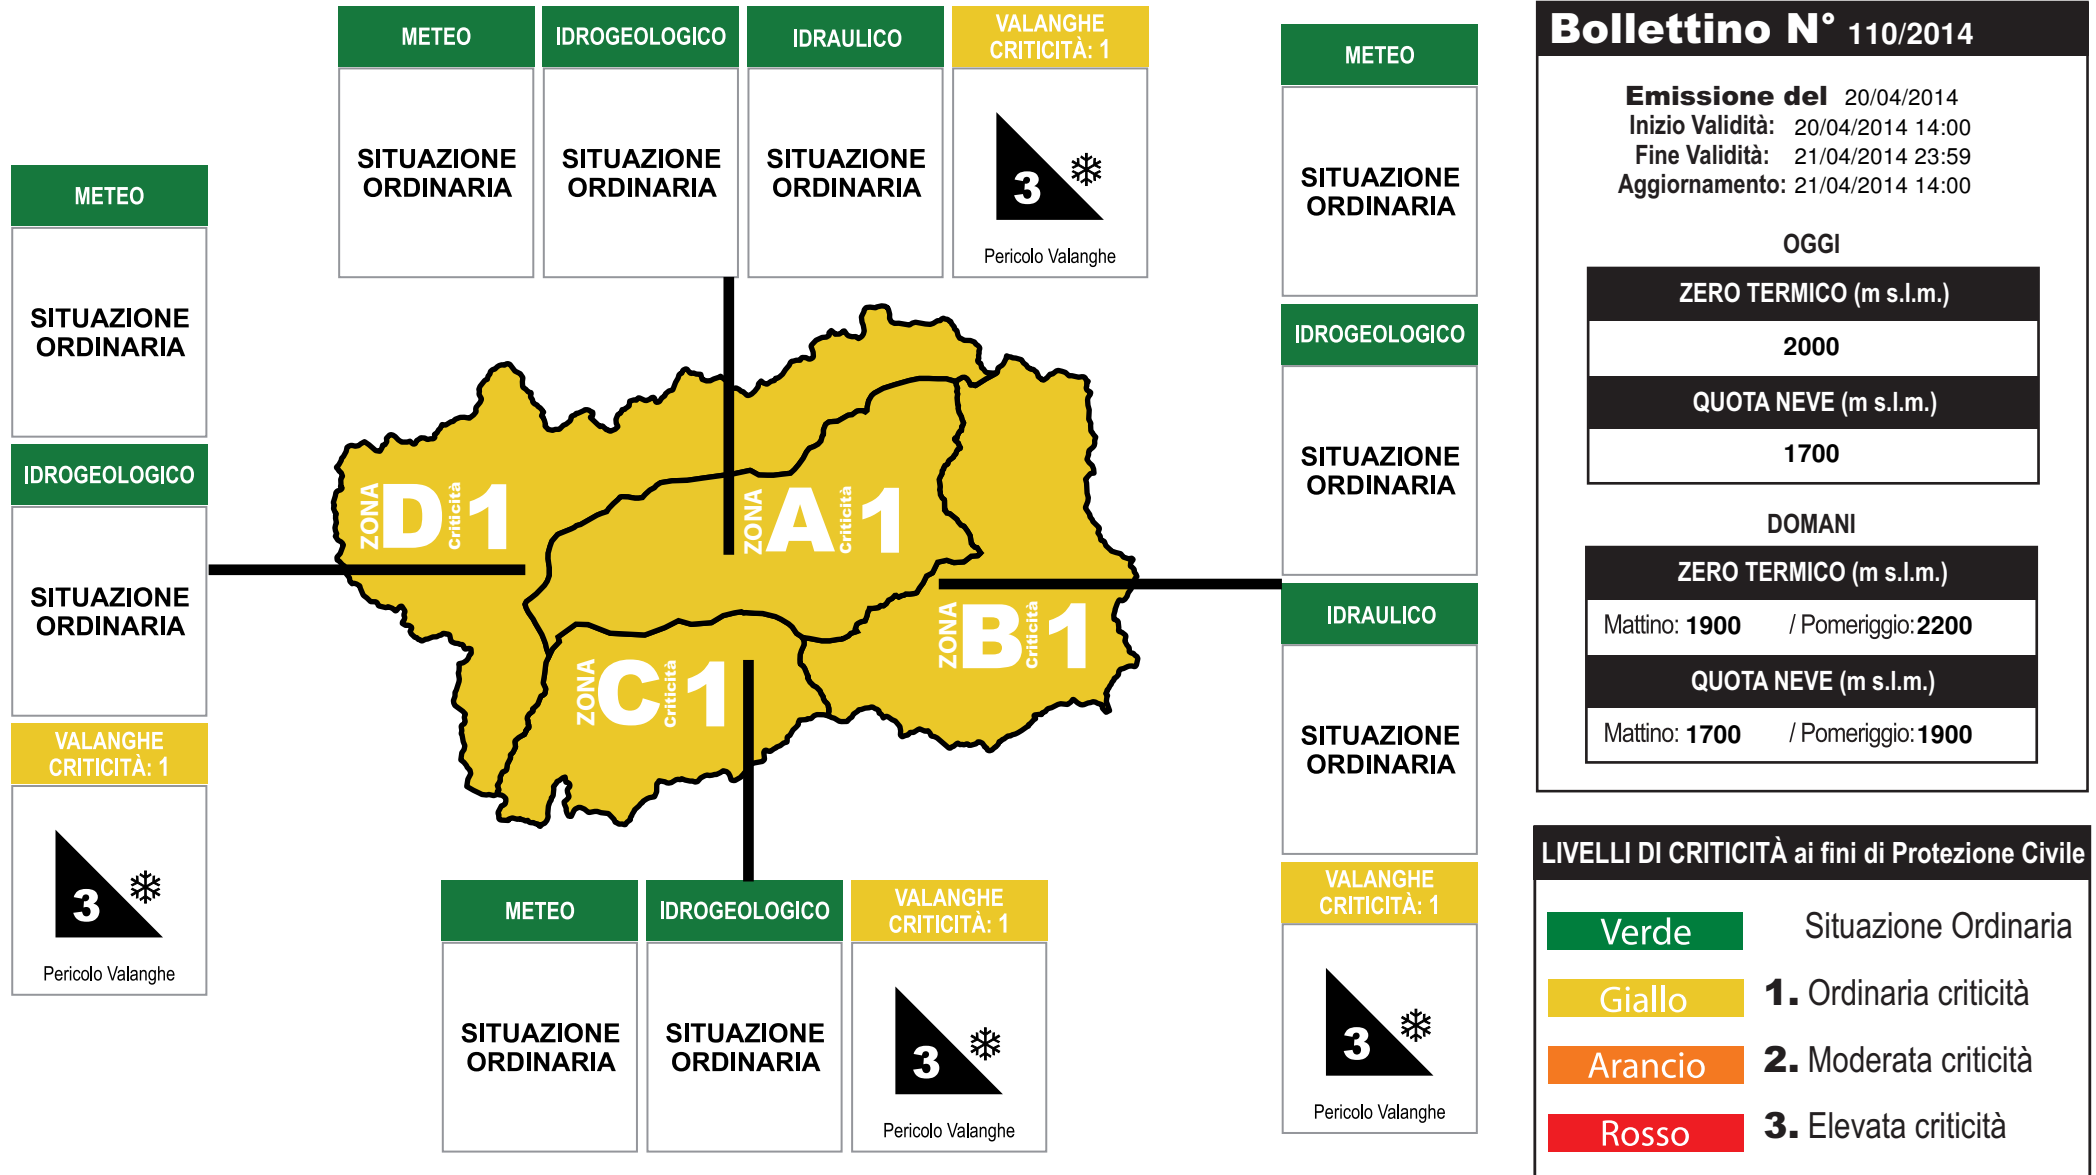 METEO
IDROGEOLOGICO
IDRAULICO
VALANGHE
CRITICITÀ: 1
SITUAZIONE
ORDINARIA
SITUAZIONE
ORDINARIA
SITUAZIONE
ORDINARIA
3
Pericolo Valanghe
METEO
SITUAZIONE
ORDINARIA
IDROGEOLOGICO
SITUAZIONE
ORDINARIA
VALANGHE
CRITICITÀ: 1
3
Pericolo Valanghe
ZONA D Criticità 1
ZONA A Criticità 1
ZONA B Criticità 1
ZONA C Criticità 1
METEO
IDROGEOLOGICO
VALANGHE
CRITICITÀ: 1
SITUAZIONE
ORDINARIA
SITUAZIONE
ORDINARIA
3
Pericolo Valanghe
METEO
SITUAZIONE
ORDINARIA
IDROGEOLOGICO
SITUAZIONE
ORDINARIA
IDRAULICO
SITUAZIONE
ORDINARIA
VALANGHE
CRITICITÀ: 1
3
Pericolo Valanghe
Bollettino N° 110/2014
Emissione del 20/04/2014
Inizio Validità: 20/04/2014 14:00
Fine Validità: 21/04/2014 23:59
Aggiornamento: 21/04/2014 14:00
OGGI
ZERO TERMICO (m s.l.m.)
2000
QUOTA NEVE (m s.l.m.)
1700
DOMANI
ZERO TERMICO (m s.l.m.)
Mattino: 1900 / Pomeriggio: 2200
QUOTA NEVE (m s.l.m.)
Mattino: 1700 / Pomeriggio: 1900
LIVELLI DI CRITICITÀ ai fini di Protezione Civile
Verde Situazione Ordinaria
Giallo 1. Ordinaria criticità
Arancio 2. Moderata criticità
Rosso 3. Elevata criticità